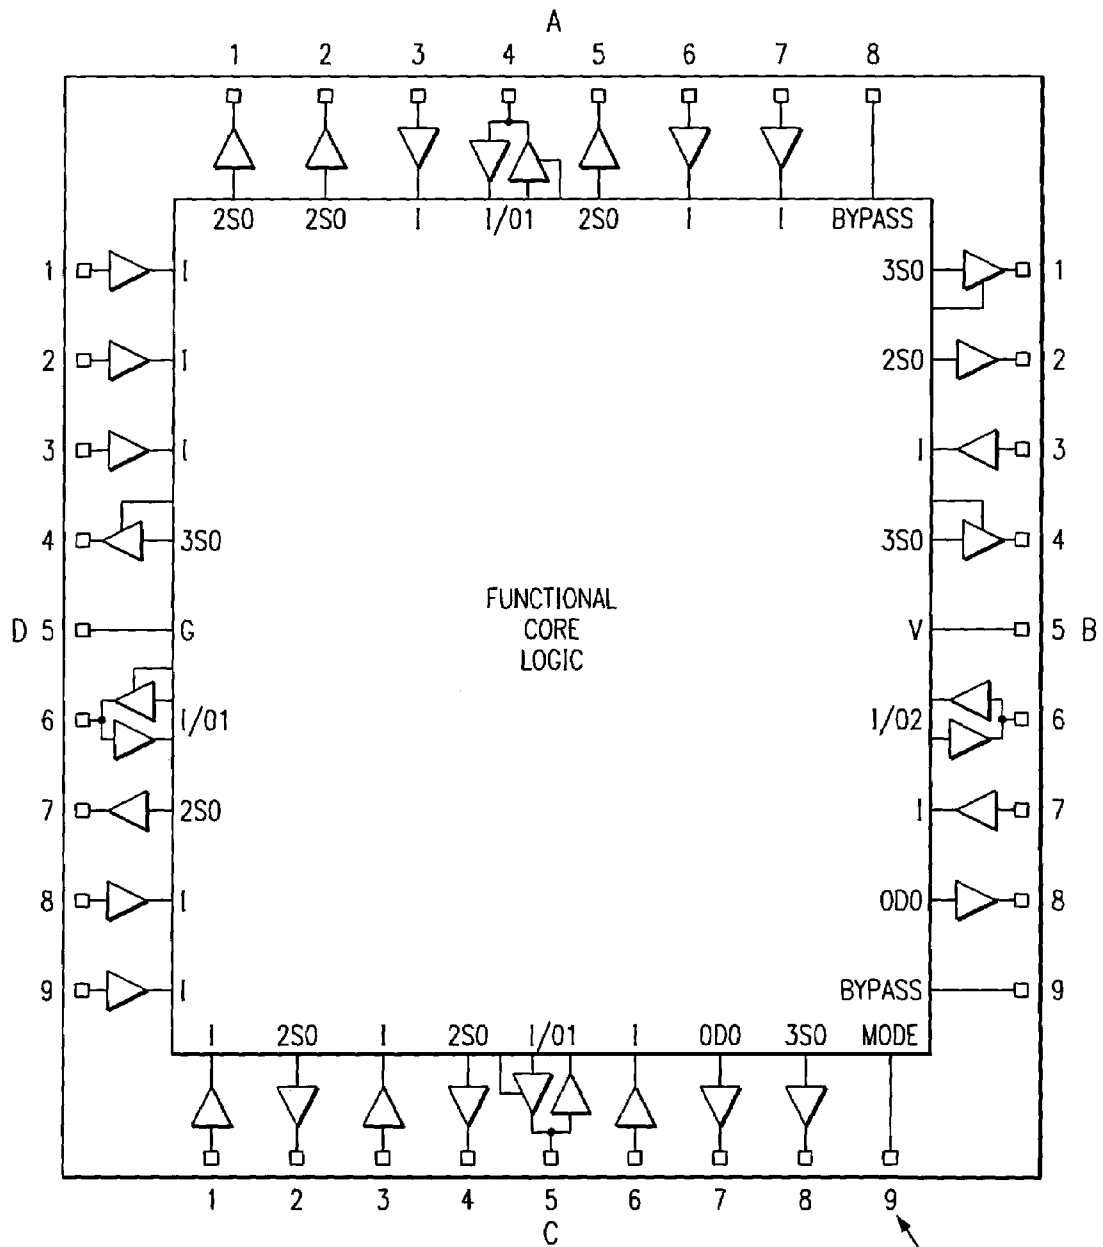 A
1 2 3 4 5 6 7 8
2SO 2SO I I/O1 2SO I I BYPASS
1 I 3SO 1
2 I 2SO 2
3 I I 3
4 3SO 3SO 4
FUNCTIONAL
CORE
LOGIC
D 5 G V 5 B
6 I/O1 I/O2 6
7 2SO I 7
8 I ODO 8
9 I BYPASS 9
I 2SO I 2SO I/O1 I ODO 3SO MODE
1 2 3 4 5 6 7 8 9
C